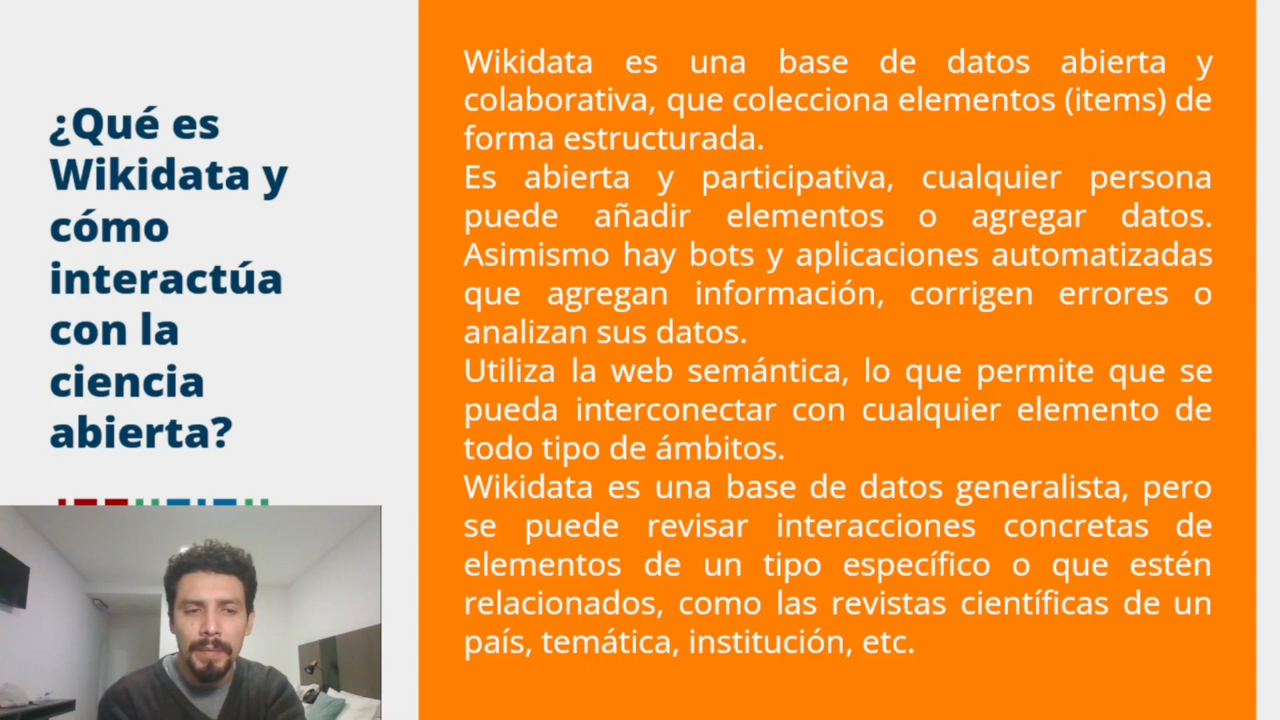 ¿Qué es
Wikidata y
cómo
interactúa
con la
ciencia
abierta?
Wikidata es una base de datos abierta y
colaborativa, que colecciona elementos (items) de
forma estructurada.
Es abierta y participativa, cualquier persona
puede añadir elementos o agregar datos.
Asimismo hay bots y aplicaciones automatizadas
que agregan información, corrigen errores o
analizan sus datos.
Utiliza la web semántica, lo que permite que se
pueda interconectar con cualquier elemento de
todo tipo de ámbitos.
Wikidata es una base de datos generalista, pero
se puede revisar interacciones concretas de
elementos de un tipo específico o que estén
relacionados, como las revistas científicas de un
país, temática, institución, etc.